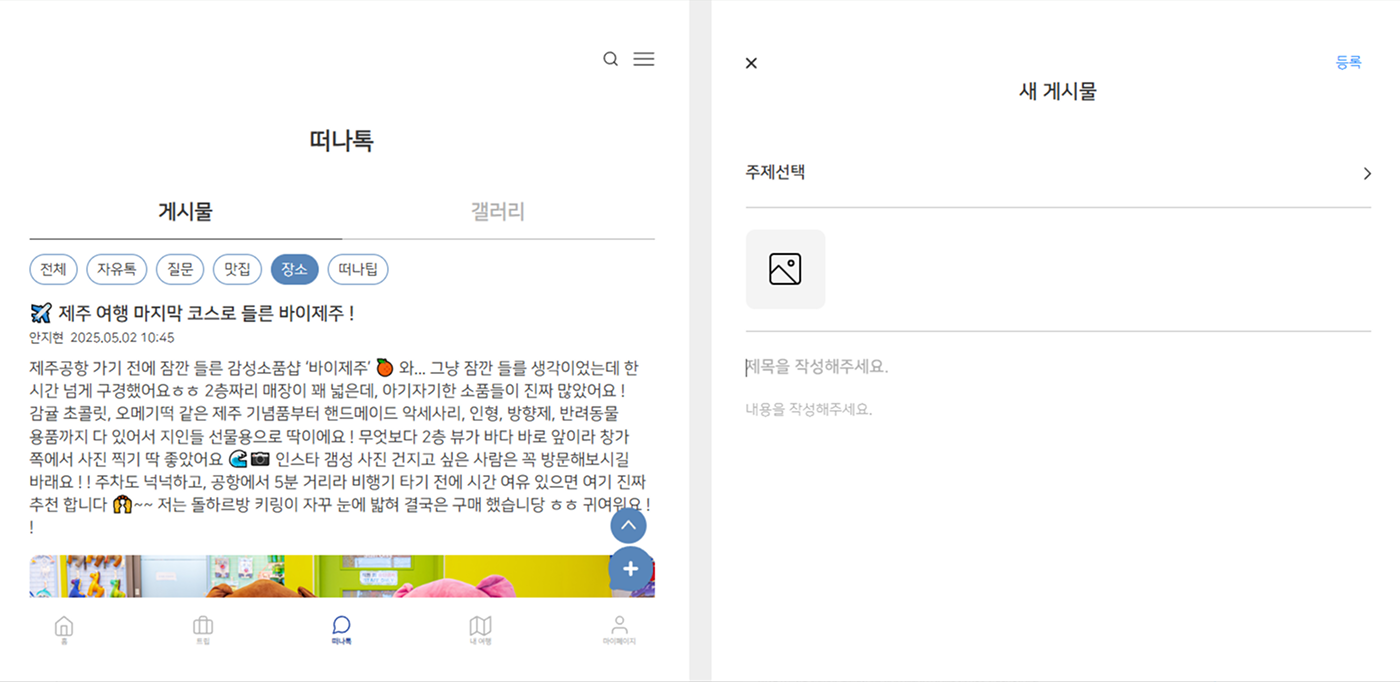 떠나톡
게시물
갤러리
전체 자유톡 질문 맛집 장소 떠나팁
✈️ 제주 여행 마지막 코스로 들른 바이제주 !
안지현 2025.05.02 10:45
제주공항 가기 전에 잠깐 들른 감성소품샵 ‘바이제주’ 🍊 와... 그냥 잠깐 들를 생각이었는데 한
시간 넘게 구경했어요ㅎㅎ 2층짜리 매장이 꽤 넓은데, 아기자기한 소품들이 진짜 많았어요 !
감귤 초콜릿, 오메기떡 같은 제주 기념품부터 핸드메이드 악세사리, 인형, 방향제, 반려동물
용품까지 다 있어서 지인들 선물용으로 딱이에요 ! 무엇보다 2층 뷰가 바다 바로 앞이라 창가
쪽에서 사진 찍기 딱 좋았어요 🌊📷 인스타 갬성 사진 건지고 싶은 사람은 꼭 방문해보시길
바래요 ! ! 주차도 넉넉하고, 공항에서 5분 거리라 비행기 타기 전에 시간 여유 있으면 여기 진짜
추천 합니다 🙌~~ 저는 돌하르방 키링이 자꾸 눈에 밟혀 결국은 구매 했습니당 ㅎㅎ 귀여워요 !
!
홈 트립 떠나톡 내 여행 마이페이지
등록
새 게시물
주제선택
제목을 작성해주세요.
내용을 작성해주세요.